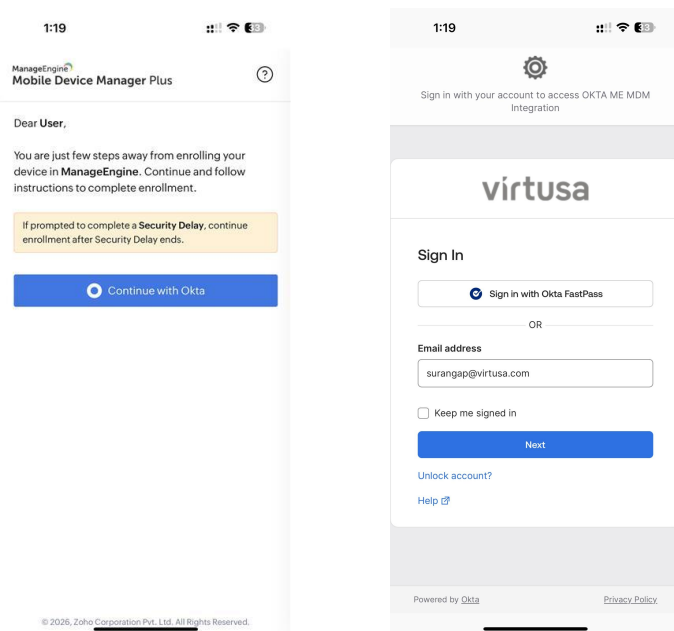 1:19
33
ManageEngine
Mobile Device Manager Plus
?
Dear User,
You are just few steps away from enrolling your
device in ManageEngine. Continue and follow
instructions to complete enrollment.
If prompted to complete a Security Delay, continue
enrollment after Security Delay ends.
Continue with Okta
© 2026, Zoho Corporation Pvt. Ltd. All Rights Reserved.
1:19
33
Sign in with your account to access OKTA ME MDM
Integration
virtusa
Sign In
Sign in with Okta FastPass
OR
Email address
surangap@virtusa.com
Keep me signed in
Next
Unlock account?
Help
Powered by Okta
Privacy Policy